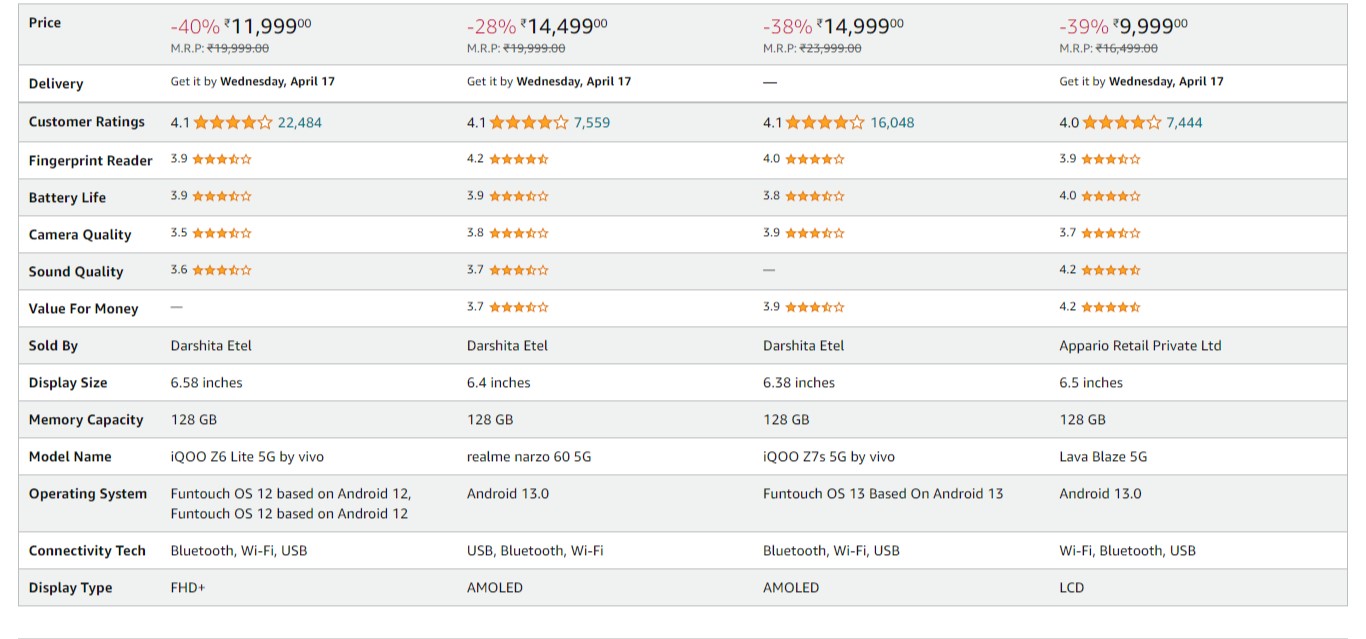 Price -40% ₹11,99900 -28% ₹14,49900 -38% ₹14,99900 -39% ₹9,99900
M.R.P: ₹19,999.00 M.R.P: ₹19,999.00 M.R.P: ₹23,999.00 M.R.P: ₹16,499.00
Delivery Get it by Wednesday, April 17 Get it by Wednesday, April 17 — Get it by Wednesday, April 17
Customer Ratings 4.1 22,484 4.1 7,559 4.1 16,048 4.0 7,444
Fingerprint Reader 3.9 4.2 4.0 3.9
Battery Life 3.9 3.9 3.8 4.0
Camera Quality 3.5 3.8 3.9 3.7
Sound Quality 3.6 3.7 — 4.2
Value For Money — 3.7 3.9 4.2
Sold By Darshita Etel Darshita Etel Darshita Etel Appario Retail Private Ltd
Display Size 6.58 inches 6.4 inches 6.38 inches 6.5 inches
Memory Capacity 128 GB 128 GB 128 GB 128 GB
Model Name iQOO Z6 Lite 5G by vivo realme narzo 60 5G iQOO Z7s 5G by vivo Lava Blaze 5G
Operating System Funtouch OS 12 based on Android 12, Android 13.0 Funtouch OS 13 Based On Android 13 Android 13.0
Funtouch OS 12 based on Android 12
Connectivity Tech Bluetooth, Wi-Fi, USB USB, Bluetooth, Wi-Fi Bluetooth, Wi-Fi, USB Wi-Fi, Bluetooth, USB
Display Type FHD+ AMOLED AMOLED LCD